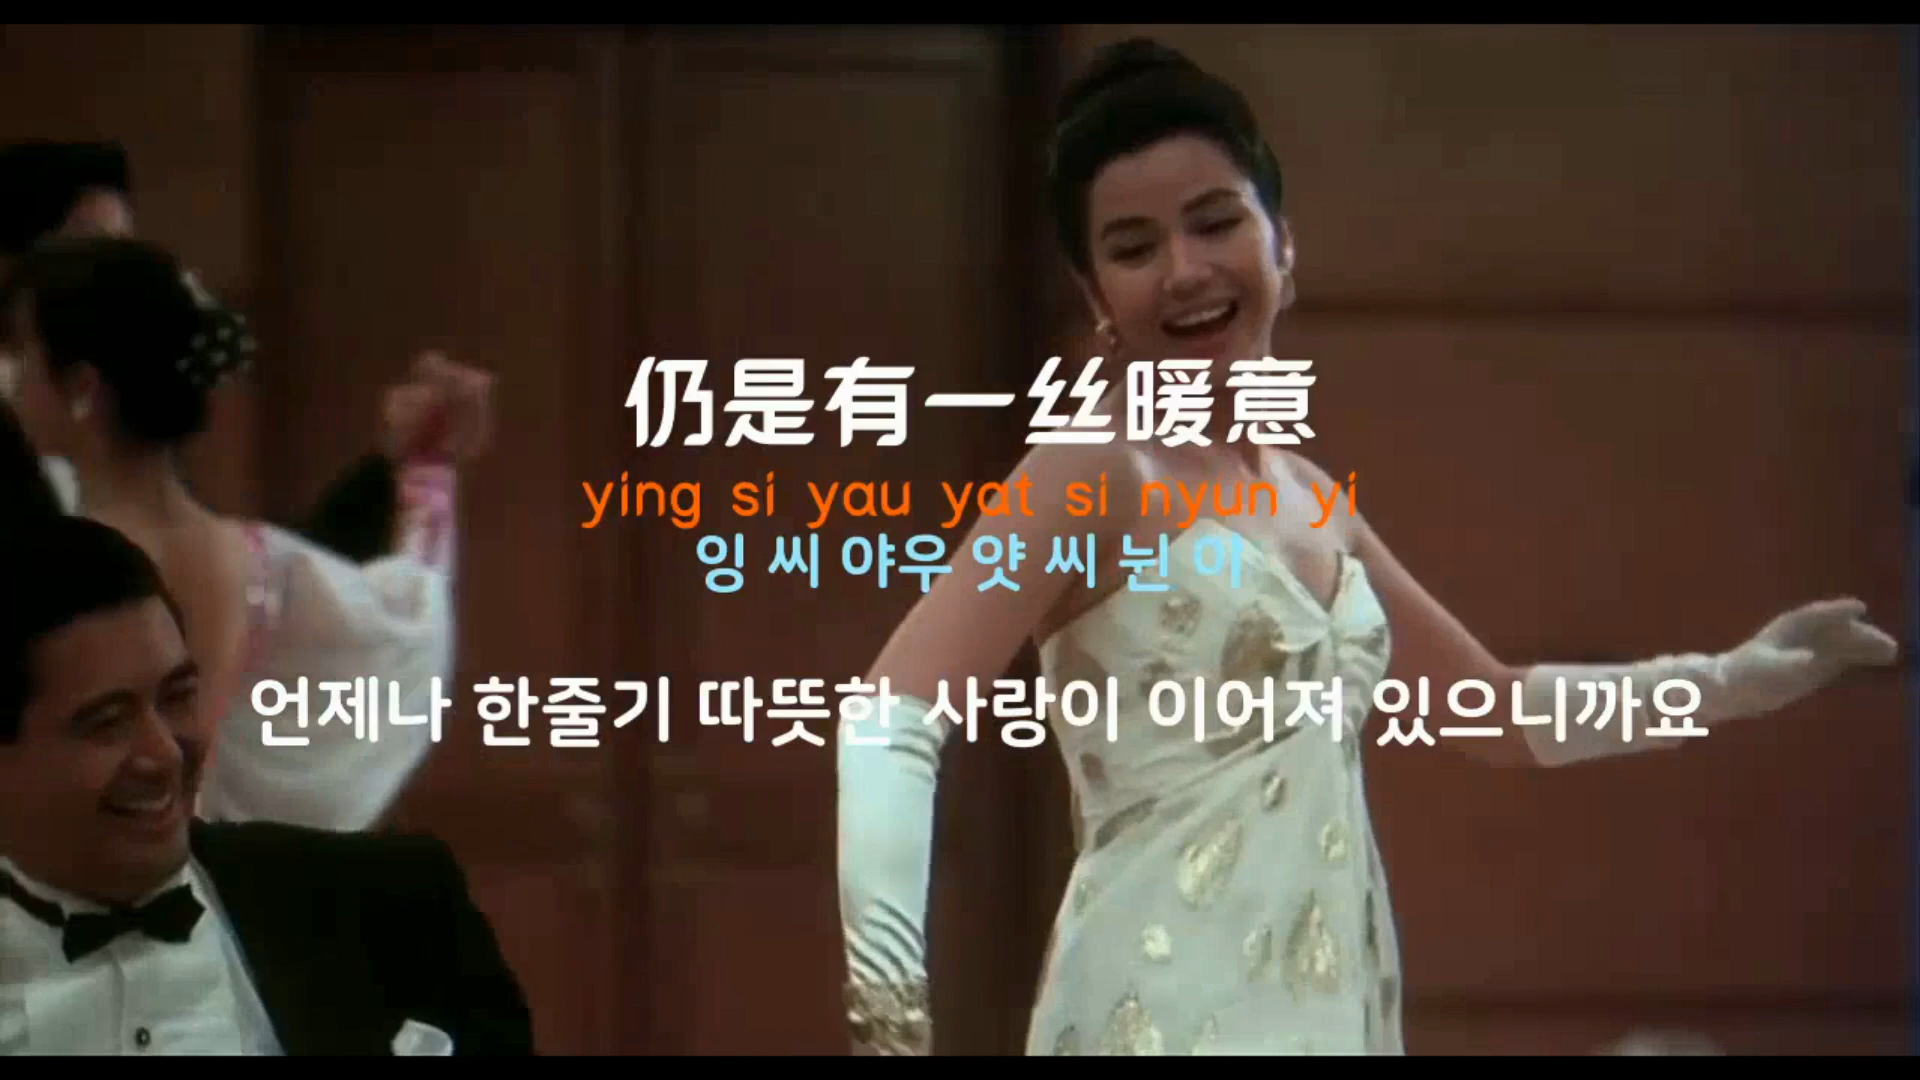 仍是有一丝暖意
ying si yau yat si nyun yi
잉 씨 야우 얏 씨 뉜 이
언제나 한줄기 따뜻한 사랑이 이어져 있으니까요